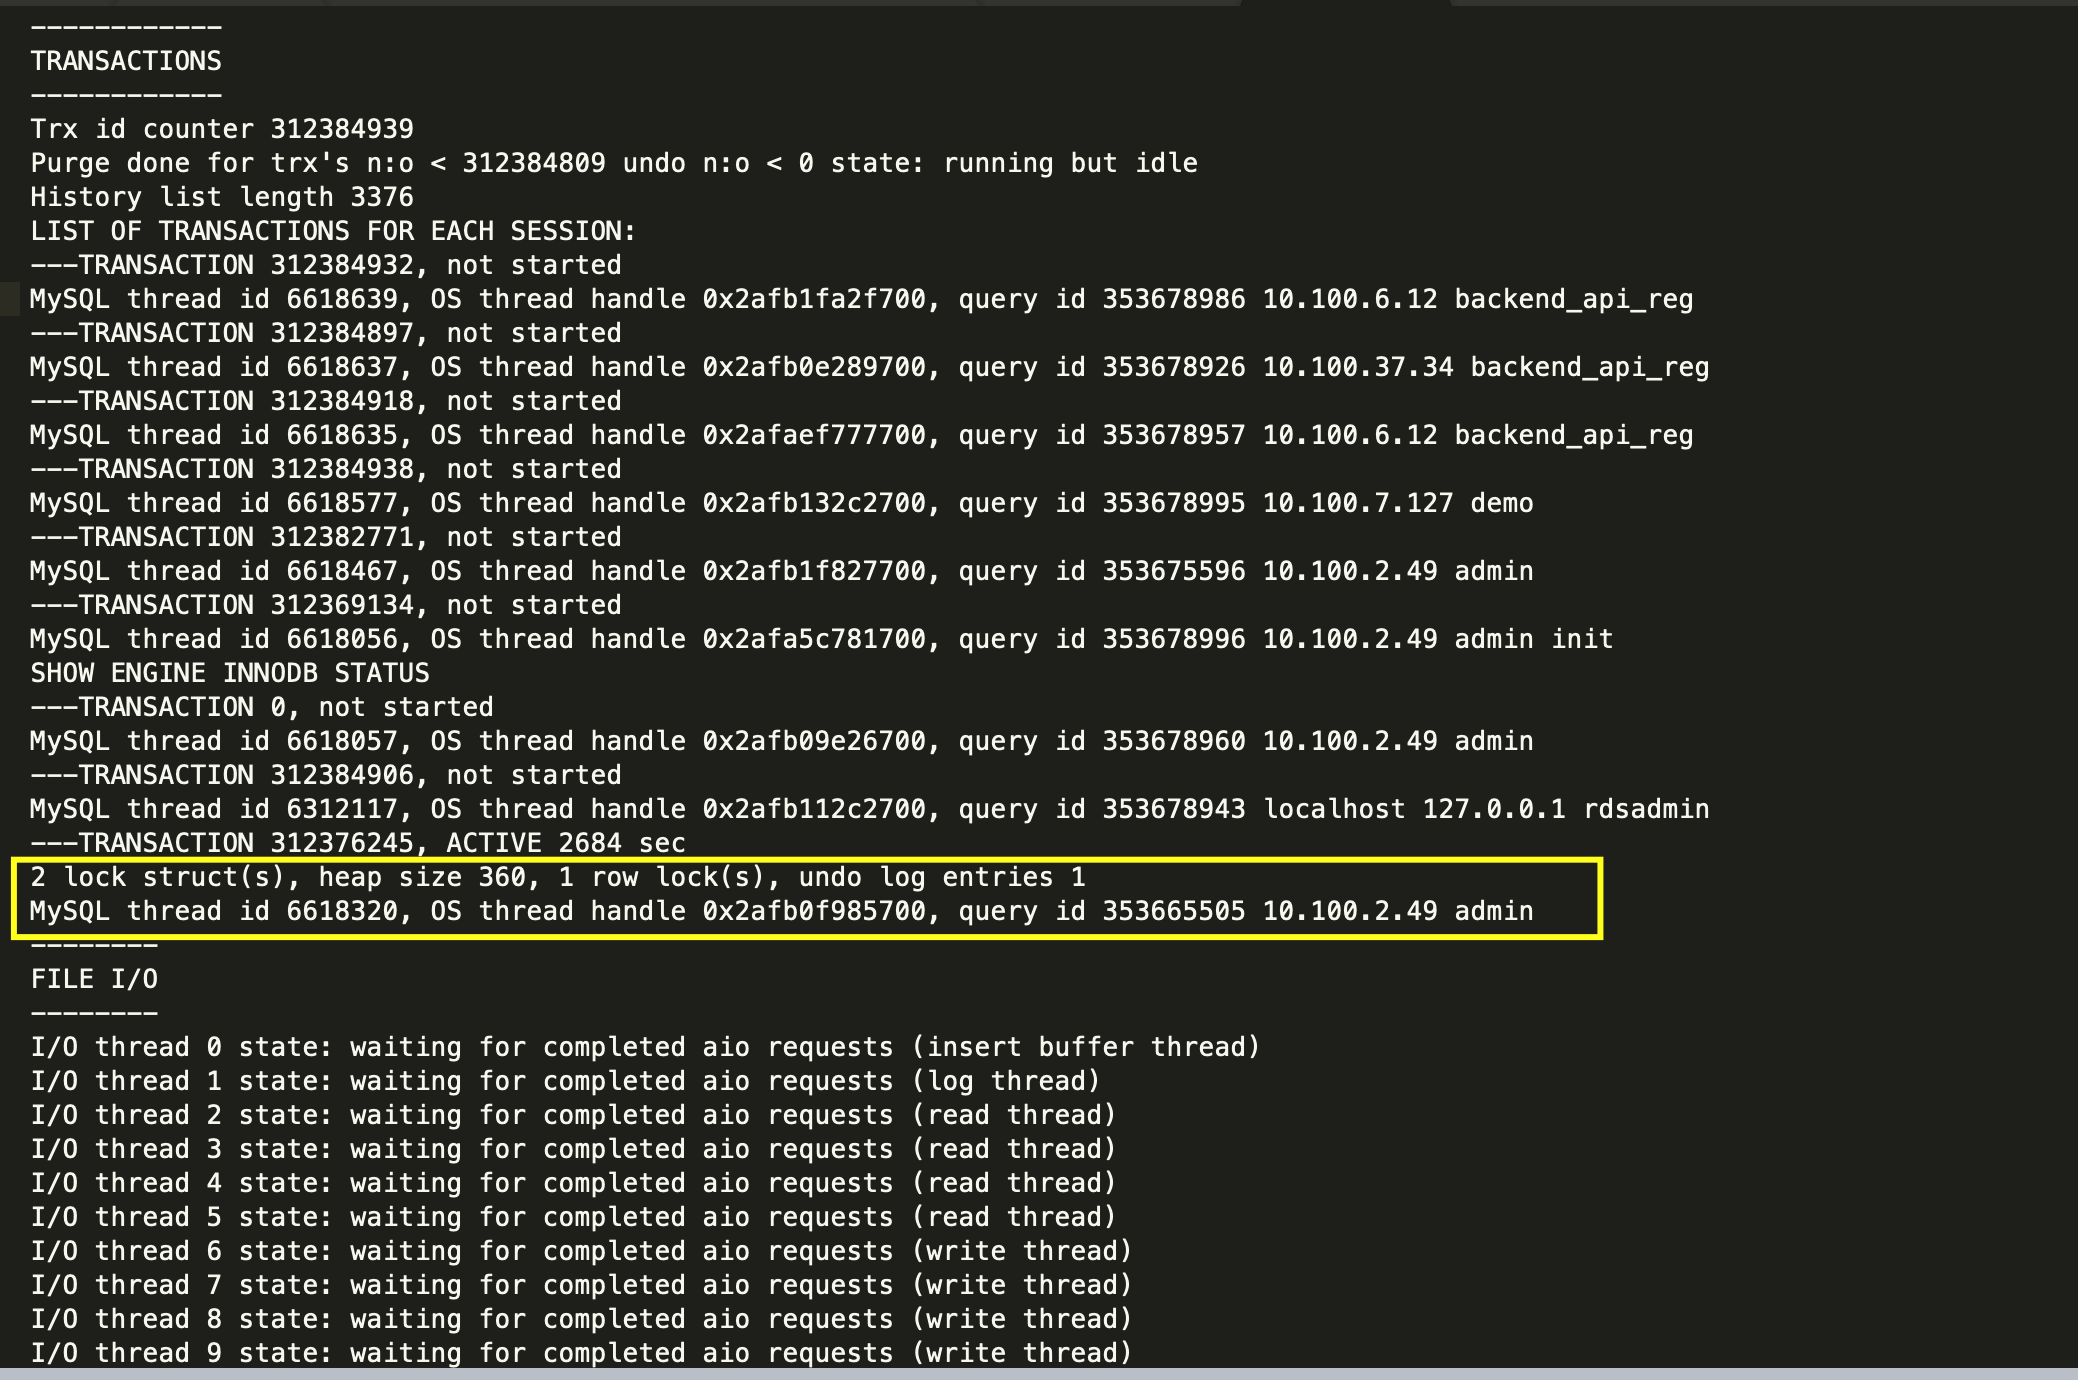 ------------
TRANSACTIONS
------------
Trx id counter 312384939
Purge done for trx's n:o < 312384809 undo n:o < 0 state: running but idle
History list length 3376
LIST OF TRANSACTIONS FOR EACH SESSION:
---TRANSACTION 312384932, not started
MySQL thread id 6618639, OS thread handle 0x2afb1fa2f700, query id 353678986 10.100.6.12 backend_api_reg
---TRANSACTION 312384897, not started
MySQL thread id 6618637, OS thread handle 0x2afb0e289700, query id 353678926 10.100.37.34 backend_api_reg
---TRANSACTION 312384918, not started
MySQL thread id 6618635, OS thread handle 0x2afaef777700, query id 353678957 10.100.6.12 backend_api_reg
---TRANSACTION 312384938, not started
MySQL thread id 6618577, OS thread handle 0x2afb132c2700, query id 353678995 10.100.7.127 demo
---TRANSACTION 312382771, not started
MySQL thread id 6618467, OS thread handle 0x2afb1f827700, query id 353675596 10.100.2.49 admin
---TRANSACTION 312369134, not started
MySQL thread id 6618056, OS thread handle 0x2afa5c781700, query id 353678996 10.100.2.49 admin init
SHOW ENGINE INNODB STATUS
---TRANSACTION 0, not started
MySQL thread id 6618057, OS thread handle 0x2afb09e26700, query id 353678960 10.100.2.49 admin
---TRANSACTION 312384906, not started
MySQL thread id 6312117, OS thread handle 0x2afb112c2700, query id 353678943 localhost 127.0.0.1 rdsadmin
---TRANSACTION 312376245, ACTIVE 2684 sec
2 lock struct(s), heap size 360, 1 row lock(s), undo log entries 1
MySQL thread id 6618320, OS thread handle 0x2afb0f985700, query id 353665505 10.100.2.49 admin
--------
FILE I/O
--------
I/O thread 0 state: waiting for completed aio requests (insert buffer thread)
I/O thread 1 state: waiting for completed aio requests (log thread)
I/O thread 2 state: waiting for completed aio requests (read thread)
I/O thread 3 state: waiting for completed aio requests (read thread)
I/O thread 4 state: waiting for completed aio requests (read thread)
I/O thread 5 state: waiting for completed aio requests (read thread)
I/O thread 6 state: waiting for completed aio requests (write thread)
I/O thread 7 state: waiting for completed aio requests (write thread)
I/O thread 8 state: waiting for completed aio requests (write thread)
I/O thread 9 state: waiting for completed aio requests (write thread)